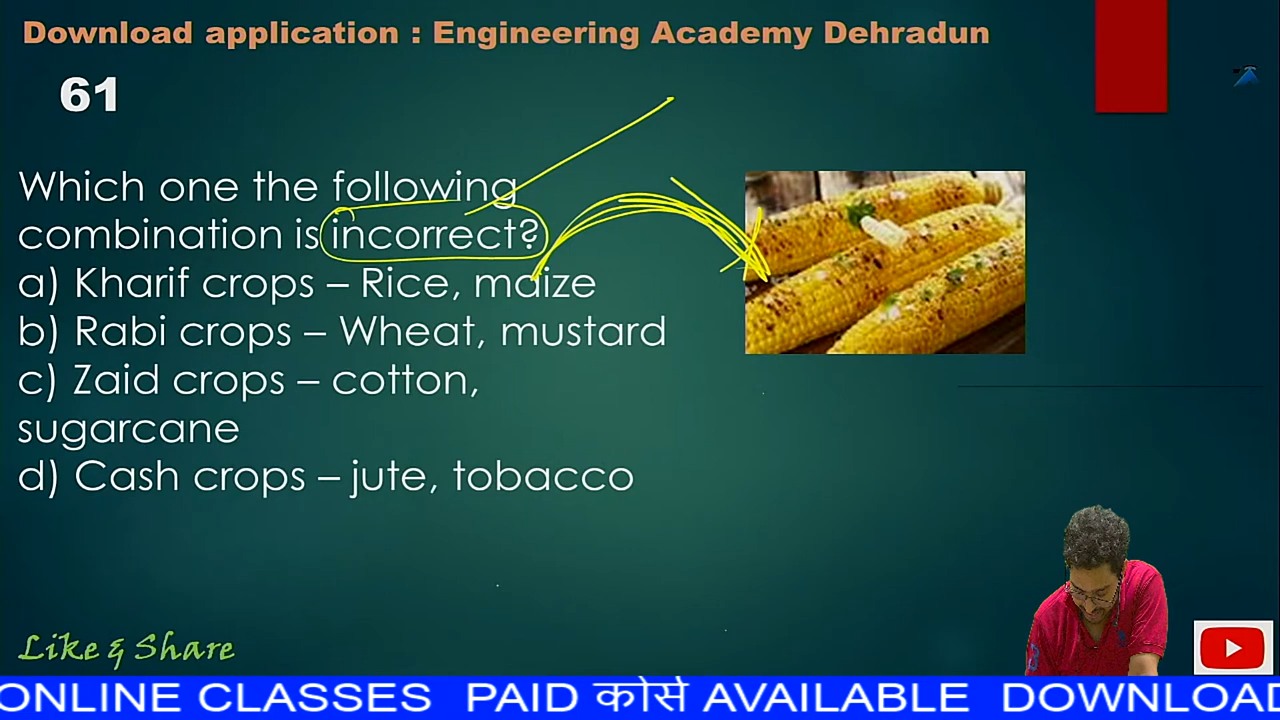 Download application : Engineering Academy Dehradun
61
Which one the following
combination is incorrect?
a) Kharif crops – Rice, maize
b) Rabi crops – Wheat, mustard
c) Zaid crops – cotton,
sugarcane
d) Cash crops – jute, tobacco
Like & Share
ONLINE CLASSES PAID कोर्स AVAILABLE DOWNLOAD